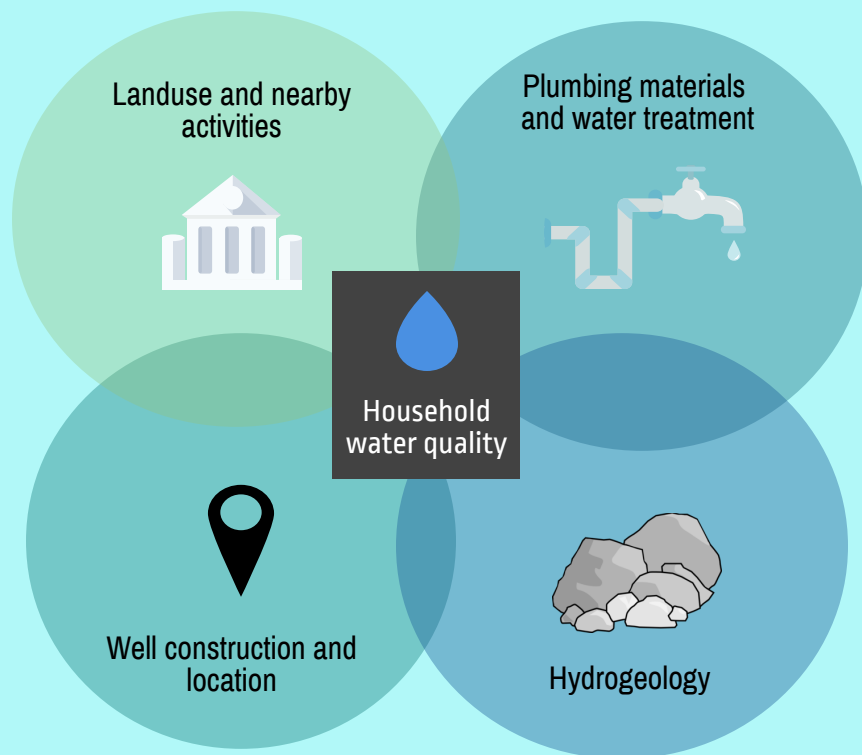 Landuse and nearby
activities
Plumbing materials
and water treatment
Household
water quality
Well construction and
location
Hydrogeology